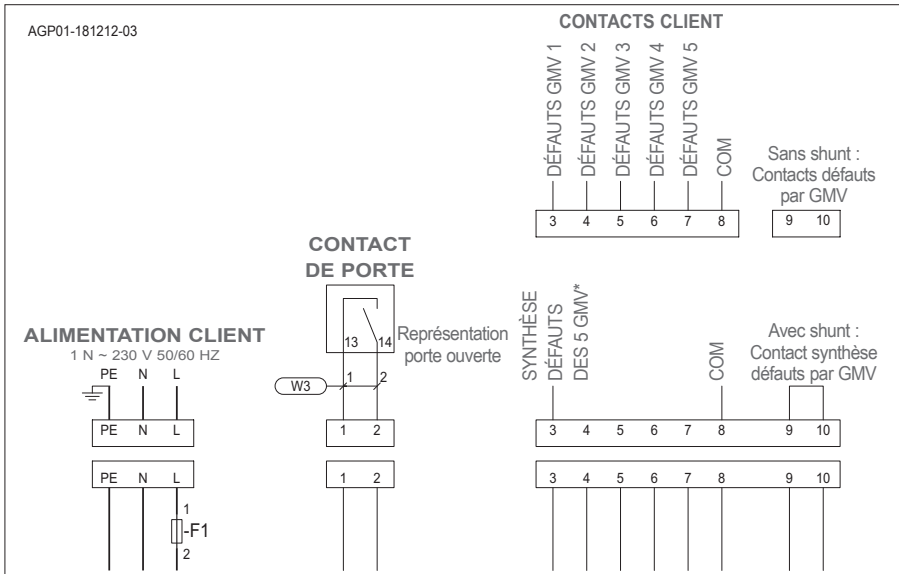 AGP01-181212-03
CONTACTS CLIENT
DÉFAUTS GMV 1
DÉFAUTS GMV 2
DÉFAUTS GMV 3
DÉFAUTS GMV 4
DÉFAUTS GMV 5
COM
3 4 5 6 7 8
Sans shunt :
Contacts défauts
par GMV
9 10
CONTACT
DE PORTE
13 14
Représentation
porte ouverte
W3
1 2
1 2
1 2
ALIMENTATION CLIENT
1 N ~ 230 V 50/60 HZ
PE N L
PE N L
PE N L
1
-F1
2
SYNTHÈSE
DÉFAUTS
DES 5 GMV*
COM
Avec shunt :
Contact synthèse
défauts par GMV
3 4 5 6 7 8 9 10
3 4 5 6 7 8 9 10